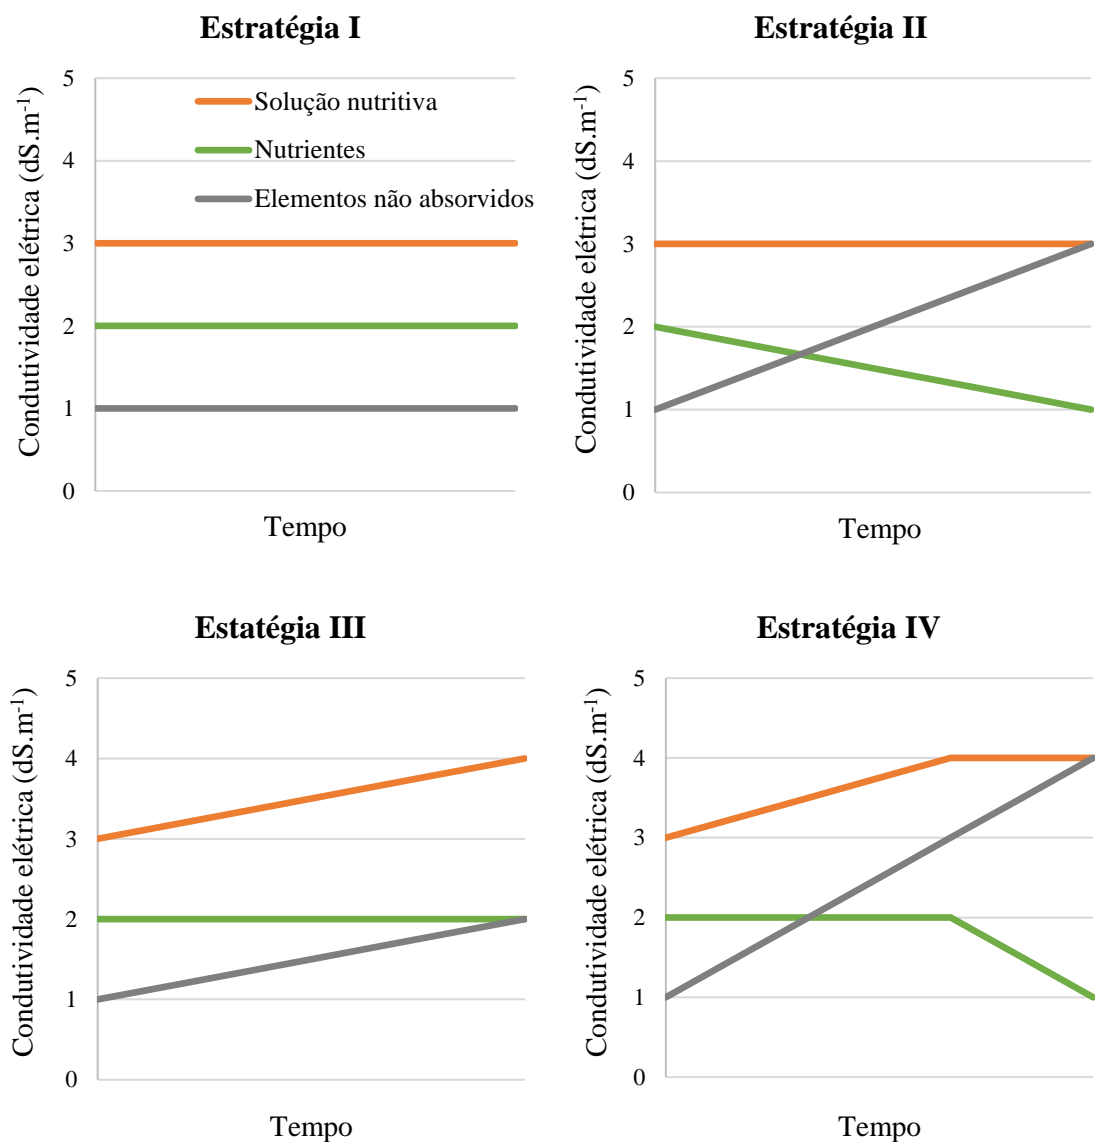 Estratégia I
Condutividade elétrica (dS.m-1)
5
4
3
2
1
0
Solução nutritiva
Nutrientes
Elementos não absorvidos
Tempo
Estratégia II
Condutividade elétrica (dS.m-1)
5
4
3
2
1
0
Tempo
Estatégia III
Condutividade elétrica (dS.m-1)
5
4
3
2
1
0
Tempo
Estratégia IV
Condutividade elétrica (dS.m-1)
5
4
3
2
1
0
Tempo